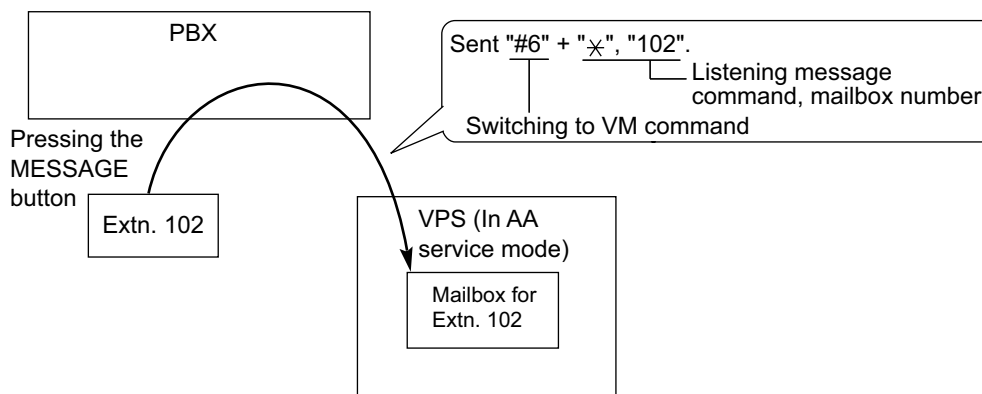 PBX
Sent "#6" + "*", "102".
Listening message
command, mailbox number
Switching to VM command
Pressing the
MESSAGE
button
Extn. 102
VPS (In AA
service mode)
Mailbox for
Extn. 102